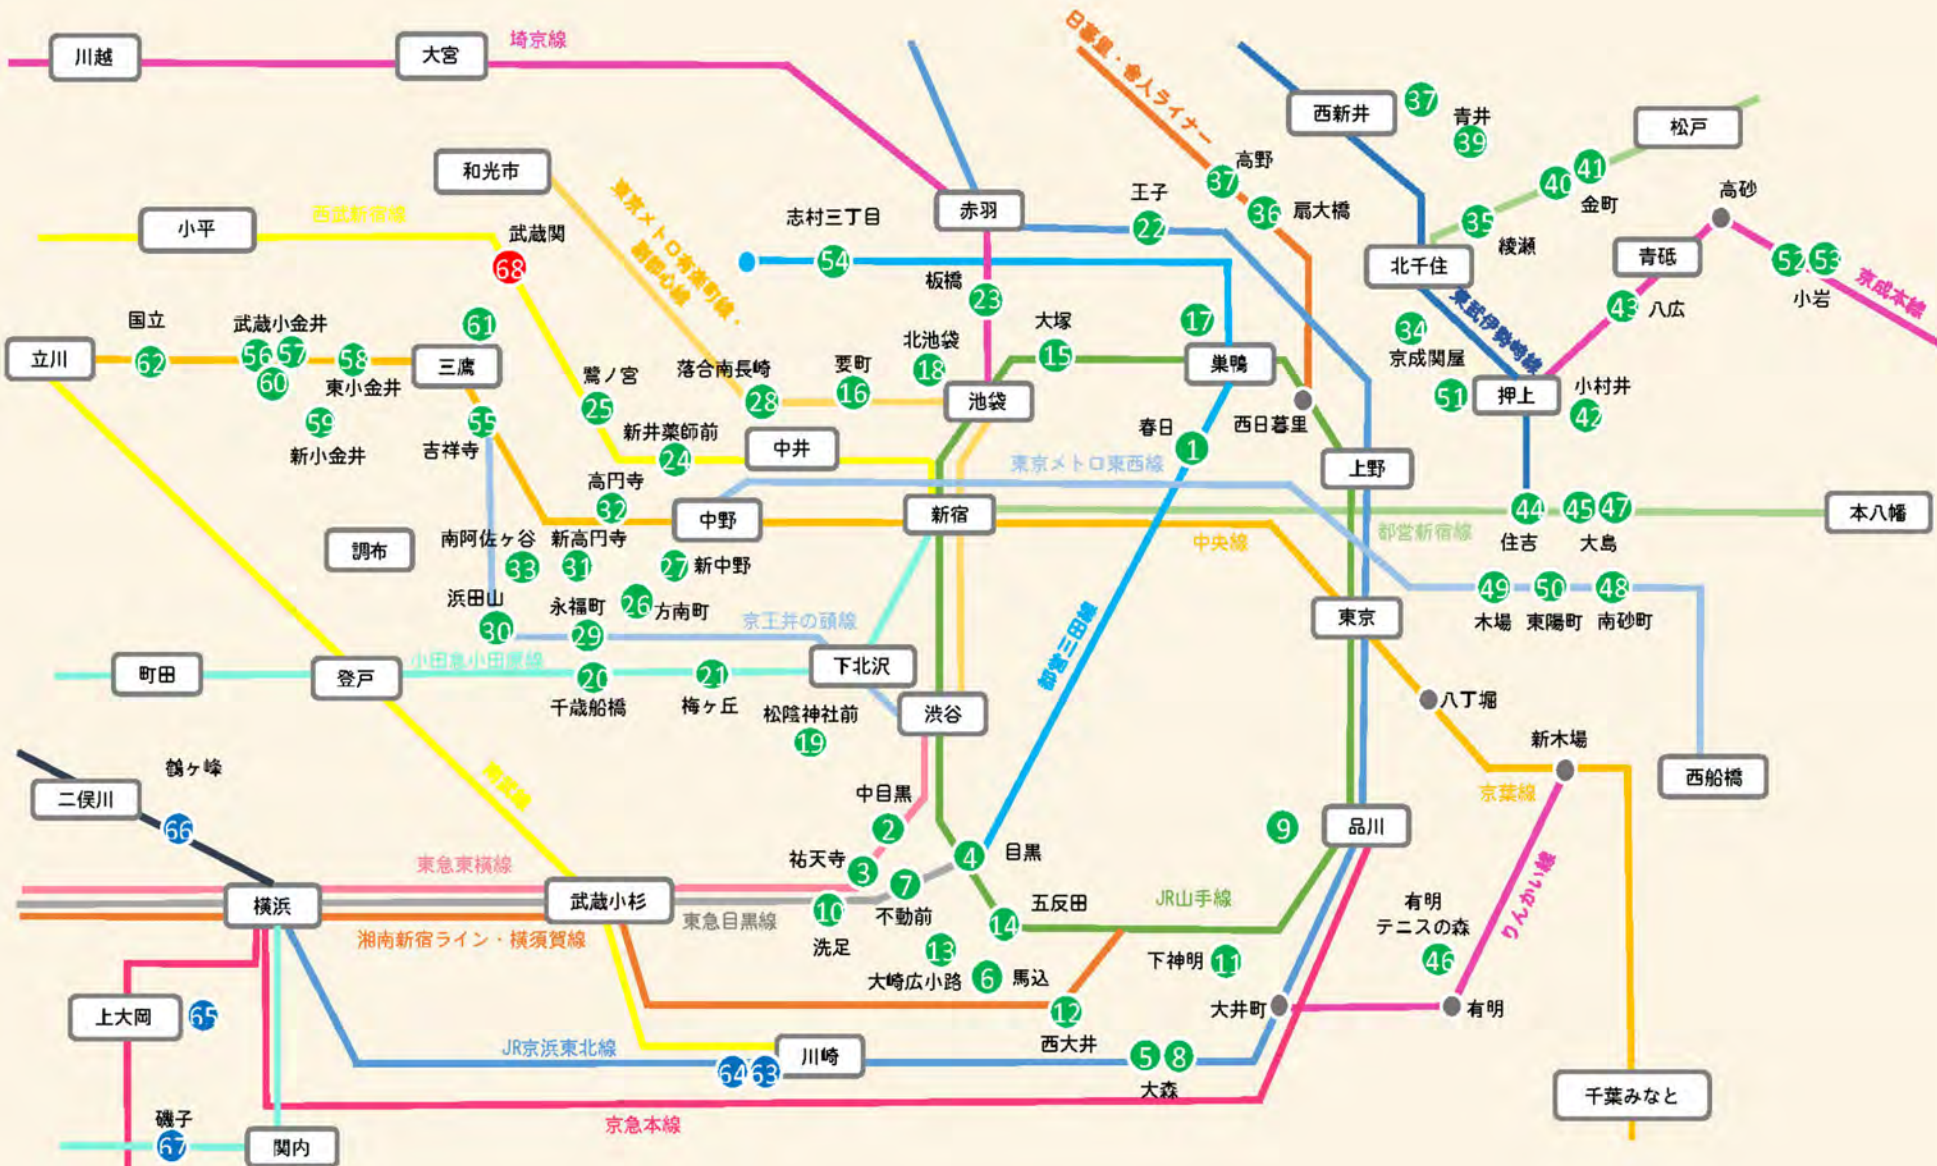 川越
大宮
埼京線
日暮里・舎人ライナー
西新井
37
青井
39
松戸
和光市
東京メトロ有楽町線・
副都心線
小平
西武新宿線
武蔵関
68
志村三丁目
54
赤羽
王子
22
高野
37
36
扇大橋
41
40
金町
35
綾瀬
高砂
北千住
青砥
52
53
小岩
京成本線
43
八広
東武伊勢崎線
板橋
23
国立
62
武蔵小金井
56
57
60
58
東小金井
61
立川
三鷹
59
新小金井
55
吉祥寺
鷺ノ宮
25
落合南長崎
28
要町
16
北池袋
18
大塚
15
17
巣鴨
池袋
西日暮里
34
京成関屋
51
押上
小村井
42
新井薬師前
24
中井
春日
1
上野
東京メトロ東西線
高円寺
32
中野
新宿
中央線
都営新宿線
44
45
47
住吉
大島
本八幡
調布
南阿佐ヶ谷
33
新高円寺
31
27
新中野
浜田山
30
永福町
29
26
方南町
京王井の頭線
49
50
48
木場
東陽町
南砂町
東京
町田
登戸
小田急小田原線
20
千歳船橋
21
梅ヶ丘
下北沢
都営三田線
松陰神社前
19
渋谷
八丁堀
新木場
西船橋
京葉線
鶴ヶ峰
二俣川
66
南武線
中目黒
2
祐天寺
3
4
目黒
9
品川
東急東横線
7
不動前
10
洗足
横浜
武蔵小杉
東急目黒線
湘南新宿ライン・横須賀線
五反田
14
JR山手線
有明
テニスの森
46
りんかい線
13
大崎広小路
6
馬込
下神明
11
上大岡
65
12
西大井
大井町
有明
JR京浜東北線
64
63
川崎
5
8
大森
千葉みなと
京急本線
磯子
67
関内